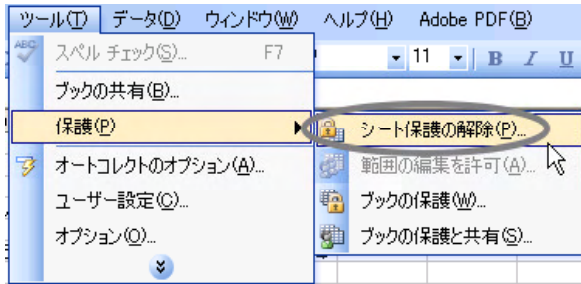 ツール(T) データ(D) ウィンドウ(W) ヘルプ(H) Adobe PDF(B)
ABC スペル チェック(S)... F7
11 B I U
ブックの共有(B)...
保護(P)
シート保護の解除(P)...
オートコレクトのオプション(A)...
範囲の編集を許可(A)...
ユーザー設定(C)...
ブックの保護(W)...
オプション(O)...
ブックの保護と共有(S)...